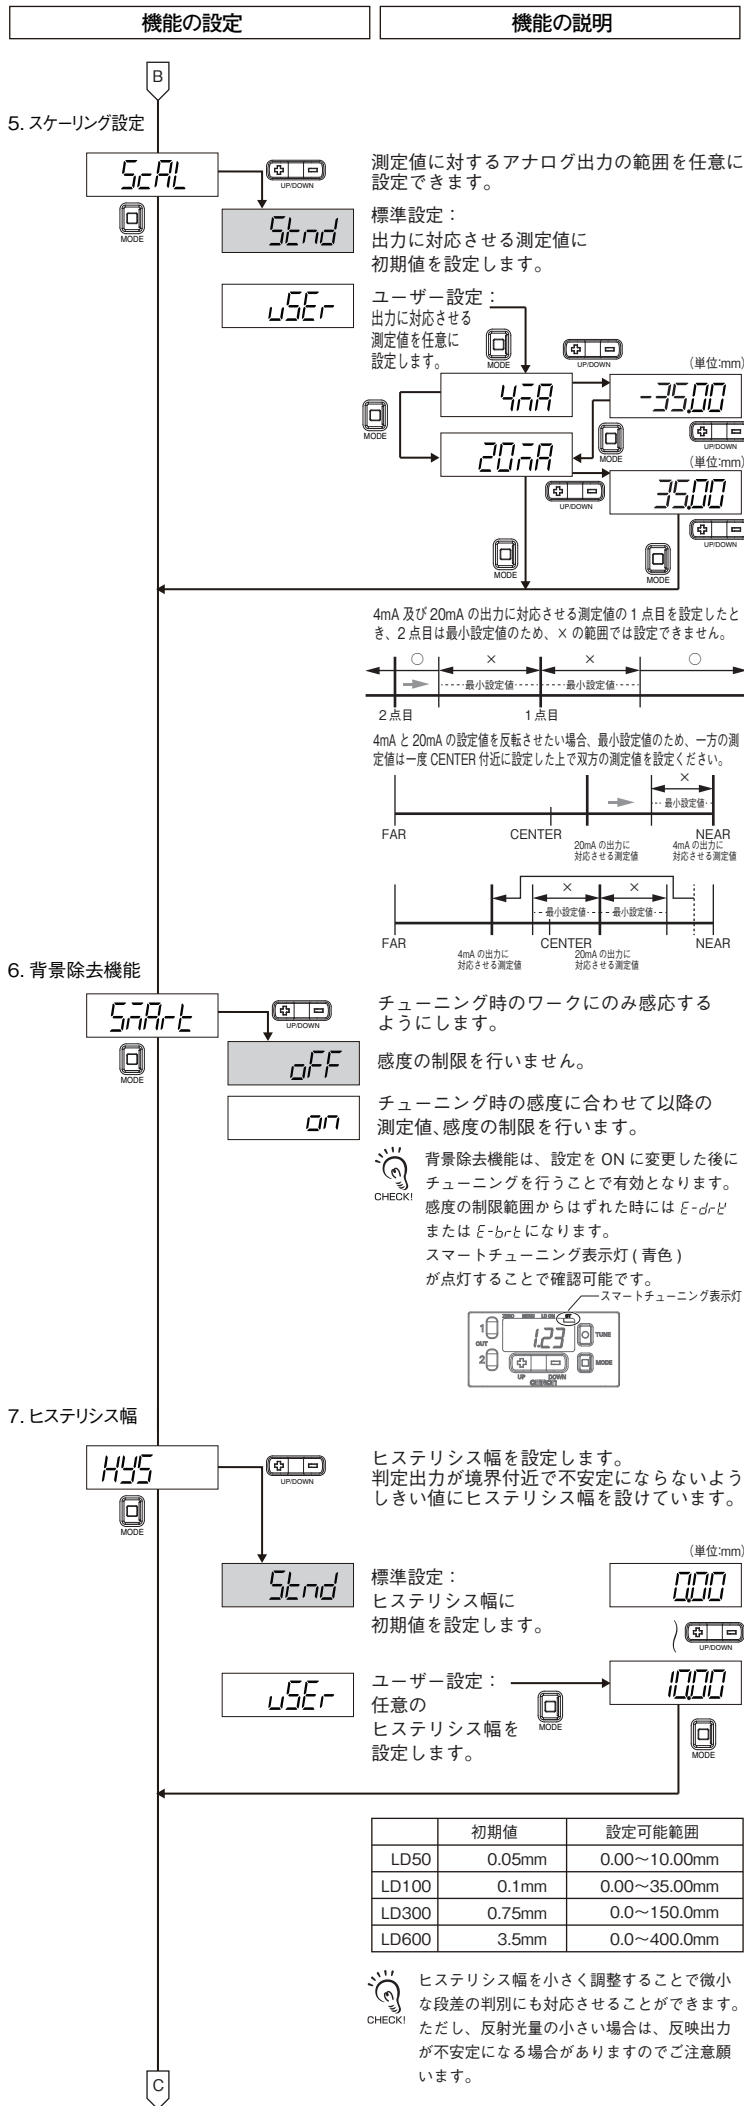 機能の設定
機能の説明
B
5. スケーリング設定
ScAL
UP/DOWN
MODE
Stnd
uSEr
測定値に対するアナログ出力の範囲を任意に
設定できます。
標準設定：
出力に対応させる測定値に
初期値を設定します。
ユーザー設定：
出力に対応させる
測定値を任意に
設定します。
MODE
UP/DOWN
(単位:mm)
4mA
-35.00
MODE
MODE
UP/DOWN
(単位:mm)
20mA
35.00
UP/DOWN
UP/DOWN
MODE
MODE
4mA 及び 20mA の出力に対応させる測定値の 1 点目を設定したと
き、2 点目は最小設定値のため、× の範囲では設定できません。
○ × × ○
最小設定値 最小設定値
2 点目 1 点目
4mA と 20mA の設定値を反転させたい場合、最小設定値のため、一方の測
定値は一度 CENTER 付近に設定した上で双方の測定値を設定ください。
×
最小設定値
FAR CENTER NEAR
20mA の出力に
対応させる測定値
4mA の出力に
対応させる測定値
× ×
最小設定値 最小設定値
FAR CENTER NEAR
4mA の出力に
対応させる測定値
20mA の出力に
対応させる測定値
6. 背景除去機能
SmArt
UP/DOWN
MODE
oFF
on
チューニング時のワークにのみ感応する
ようにします。
感度の制限を行いません。
チューニング時の感度に合わせて以降の
測定値、感度の制限を行います。
CHECK!
背景除去機能は、設定を ON に変更した後に
チューニングを行うことで有効となります。
感度の制限範囲からはずれた時には E-drk
または E-brt になります。
スマートチューニング表示灯 ( 青色 )
が点灯することで確認可能です。
スマートチューニング表示灯
ZERO MENU LD ON ST
1
OUT
2
1.23
TUNE
MODE
UP DOWN
OMRON
7. ヒステリシス幅
HYS
UP/DOWN
MODE
Stnd
uSEr
ヒステリシス幅を設定します。
判定出力が境界付近で不安定にならないよう
しきい値にヒステリシス幅を設けています。
(単位:mm)
標準設定：
ヒステリシス幅に
初期値を設定します。
0.00
UP/DOWN
ユーザー設定：
任意の
ヒステリシス幅を
設定します。
MODE
10.00
MODE
初期値 設定可能範囲
LD50 0.05mm 0.00～10.00mm
LD100 0.1mm 0.00～35.00mm
LD300 0.75mm 0.0～150.0mm
LD600 3.5mm 0.0～400.0mm
CHECK!
ヒステリシス幅を小さく調整することで微小
な段差の判別にも対応させることができます。
ただし、反射光量の小さい場合は、反映出力
が不安定になる場合がありますのでご注意願
います。
C